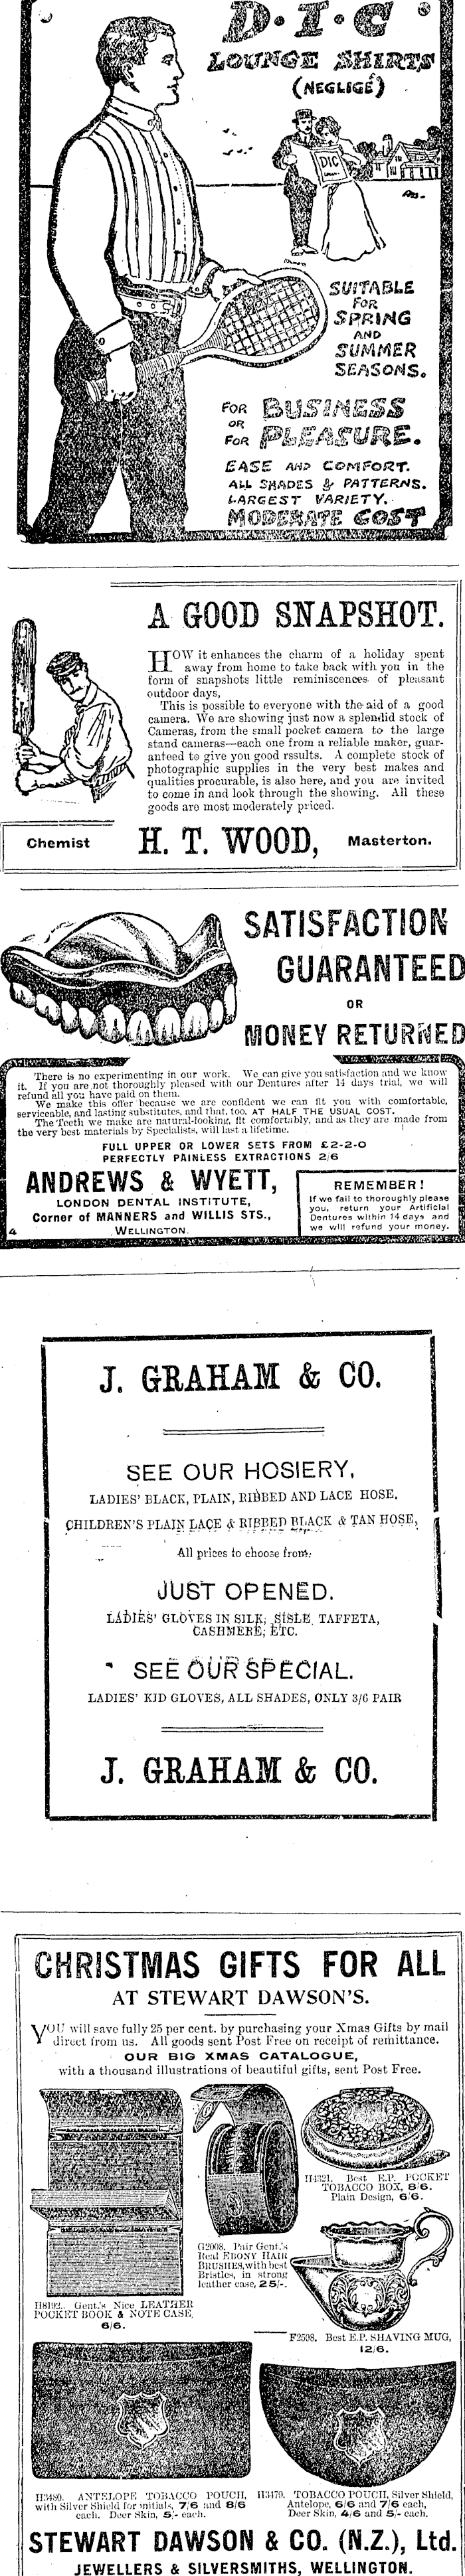 D.I.C
LOUNGE SHIRTS
(NEGLIGÉ)
DIC
SUITABLE
FOR
SPRING
AND
SUMMER
SEASONS.
FOR BUSINESS
OR
FOR PLEASURE.
EASE AND COMFORT.
ALL SHADES & PATTERNS.
LARGEST VARIETY.
MODERATE COST
A GOOD SNAPSHOT.
HOW it enhances the charm of a holiday spent
away from home to take back with you in the
form of snapshots little reminiscences of pleasant
outdoor days,
This is possible to everyone with the aid of a good
camera. We are showing just now a splendid stock of
Cameras, from the small pocket camera to the large
stand cameras—each one from a reliable maker, guar-
anteed to give you good results. A complete stock of
photographic supplies in the very best makes and
qualities procurable, is also here, and you are invited
to come in and look through the showing. All these
goods are most moderately priced.
Chemist H. T. WOOD, Masterton.
SATISFACTION
GUARANTEED
OR
MONEY RETURNED
There is no experimenting in our work. We can give you satisfaction and we know
it. If you are not thoroughly pleased with our Dentures after 14 days trial, we will
refund all you have paid on them.
We make this offer because we are confident we can fit you with comfortable,
serviceable, and lasting substitutes, and that, too, AT HALF THE USUAL COST.
The Teeth we make are natural-looking, fit comfortably, and as they are made from
the very best materials by Specialists, will last a lifetime.
FULL UPPER OR LOWER SETS FROM £2-2-0
PERFECTLY PAINLESS EXTRACTIONS 2/6
ANDREWS & WYETT,
LONDON DENTAL INSTITUTE,
Corner of MANNERS and WILLIS STS.,
4 WELLINGTON.
REMEMBER!
If we fail to thoroughly please
you, return your Artificial
Dentures within 14 days and
we will refund your money.
J. GRAHAM & CO.
SEE OUR HOSIERY,
LADIES' BLACK, PLAIN, RIBBED AND LACE HOSE.
CHILDREN'S PLAIN LACE & RIBBED BLACK & TAN HOSE,
All prices to choose from.
JUST OPENED.
LADIES' GLOVES IN SILK, SISLE, TAFFETA,
CASHMERE, ETC.
SEE OUR SPECIAL.
LADIES' KID GLOVES, ALL SHADES, ONLY 3/6 PAIR
J. GRAHAM & CO.
CHRISTMAS GIFTS FOR ALL
AT STEWART DAWSON'S.
YOU will save fully 25 per cent. by purchasing your Xmas Gifts by mail
direct from us. All goods sent Post Free on receipt of remittance.
OUR BIG XMAS CATALOGUE,
with a thousand illustrations of beautiful gifts, sent Post Free.
H4321. Best E.P. POCKET
TOBACCO BOX, 8/6.
Plain Design, 6/6.
G2008. Pair Gent.'s
Real EBONY HAIR
BRUSHES, with best
Bristles, in strong
leather case, 25/-.
H8192. Gent.'s Nice LEATHER
POCKET BOOK & NOTE CASE,
6/6.
F2598. Best E.P. SHAVING MUG,
12/6.
H3480. ANTELOPE TOBACCO POUCH,
with Silver Shield for initials, 7/6 and 8/6
each. Deer Skin, 5/- each.
H3470. TOBACCO POUCH, Silver Shield,
Antelope, 6/6 and 7/6 each,
Deer Skin, 4/6 and 5/- each.
STEWART DAWSON & CO. (N.Z.), Ltd.
JEWELLERS & SILVERSMITHS, WELLINGTON.